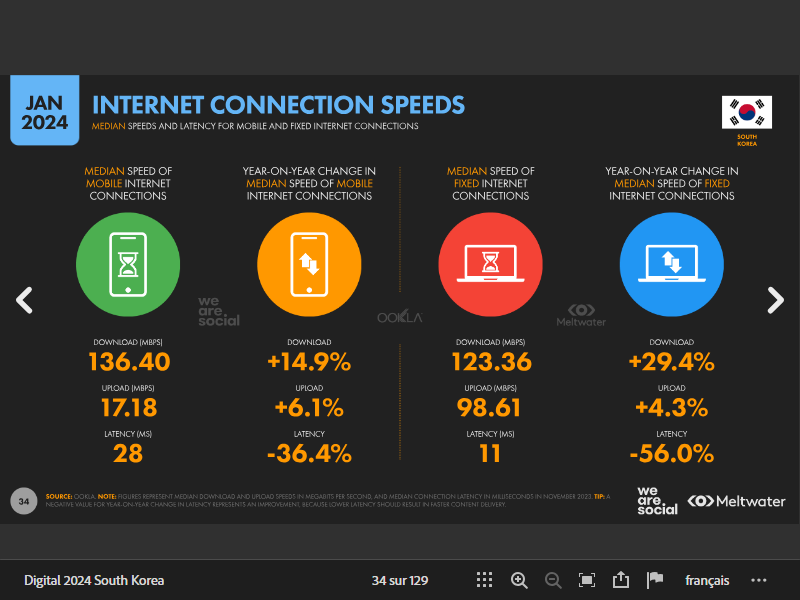 JAN
2024
INTERNET CONNECTION SPEEDS
MEDIAN SPEEDS AND LATENCY FOR MOBILE AND FIXED INTERNET CONNECTIONS
SOUTH
KOREA
MEDIAN SPEED OF
MOBILE INTERNET
CONNECTIONS
YEAR-ON-YEAR CHANGE IN
MEDIAN SPEED OF MOBILE
INTERNET CONNECTIONS
MEDIAN SPEED OF
FIXED INTERNET
CONNECTIONS
YEAR-ON-YEAR CHANGE IN
MEDIAN SPEED OF FIXED
INTERNET CONNECTIONS
we
are
social
OOKLA
Meltwater
DOWNLOAD (MBPS)
136.40
UPLOAD (MBPS)
17.18
LATENCY (MS)
28
DOWNLOAD
+14.9%
UPLOAD
+6.1%
LATENCY
-36.4%
DOWNLOAD (MBPS)
123.36
UPLOAD (MBPS)
98.61
LATENCY (MS)
11
DOWNLOAD
+29.4%
UPLOAD
+4.3%
LATENCY
-56.0%
34
SOURCE: OOKLA. NOTE: FIGURES REPRESENT MEDIAN DOWNLOAD AND UPLOAD SPEEDS IN MEGABITS PER SECOND, AND MEDIAN CONNECTION LATENCY IN MILLISECONDS IN NOVEMBER 2023. TIP: A
NEGATIVE VALUE FOR YEAR-ON-YEAR CHANGE IN LATENCY REPRESENTS AN IMPROVEMENT, BECAUSE LOWER LATENCY SHOULD RESULT IN FASTER CONTENT DELIVERY.
we
are
social
Meltwater
Digital 2024 South Korea
34 sur 129
français